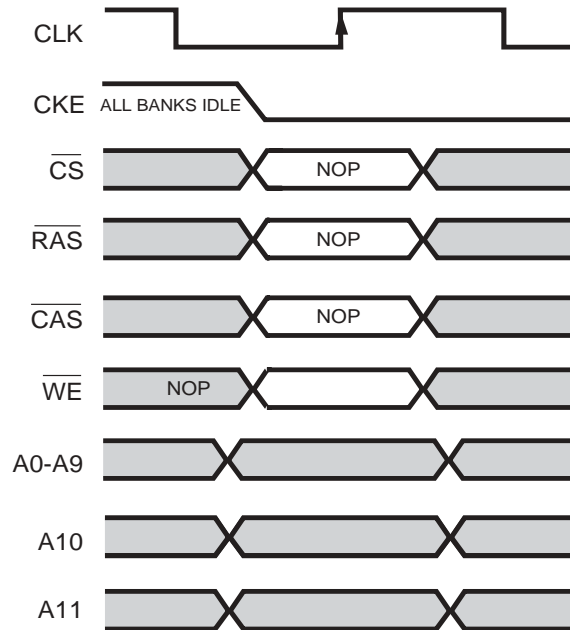 CLK
CKE ALL BANKS IDLE
CS NOP
RAS NOP
CAS NOP
WE NOP
A0-A9
A10
A11